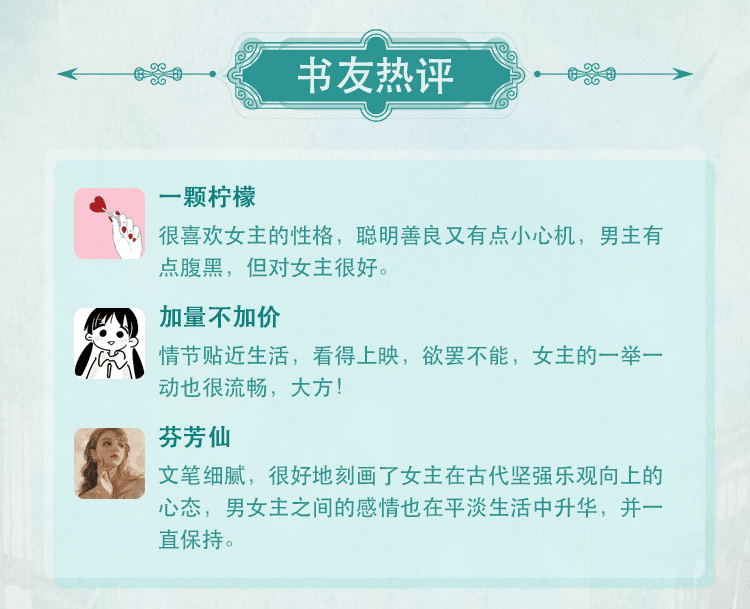 书友热评
一颗柠檬
很喜欢女主的性格，聪明善良又有点小心机，男主有
点腹黑，但对女主很好。
加量不加价
情节贴近生活，看得上映，欲罢不能，女主的一举一
动也很流畅，大方！
芬芳仙
文笔细腻，很好地刻画了女主在古代坚强乐观向上的
心态，男女主之间的感情也在平淡生活中升华，并一
直保持。